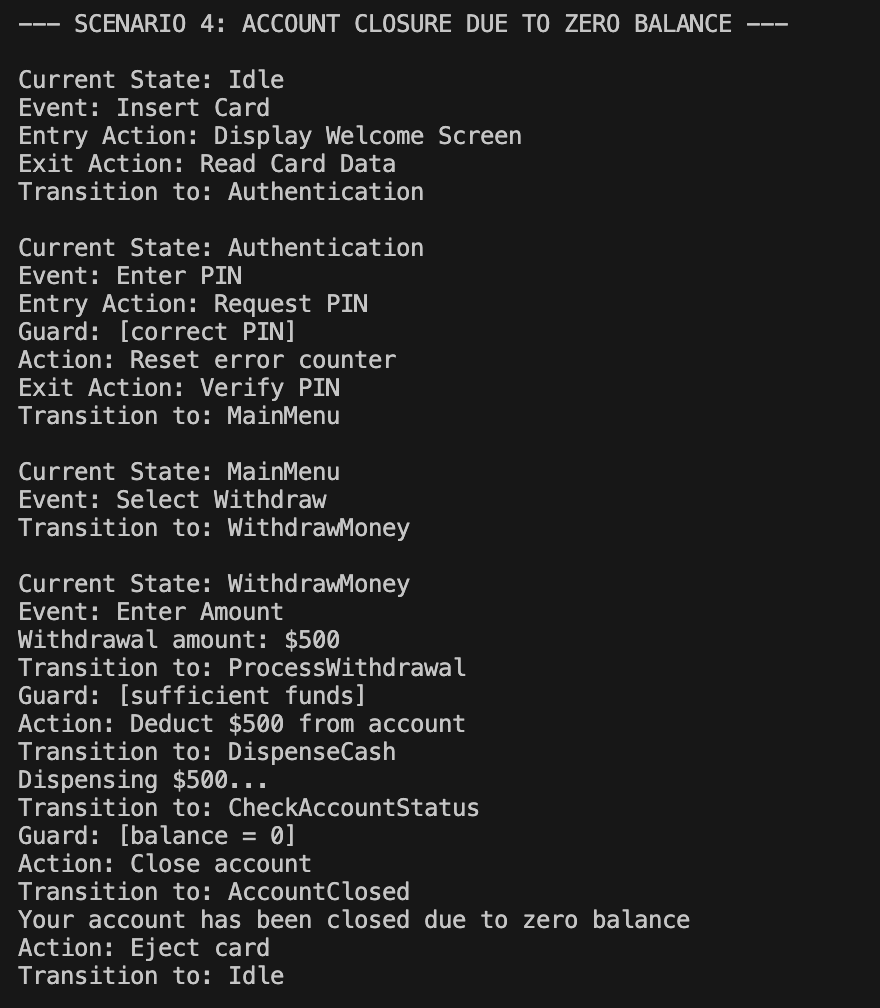 --- SCENARIO 4: ACCOUNT CLOSURE DUE TO ZERO BALANCE ---

Current State: Idle
Event: Insert Card
Entry Action: Display Welcome Screen
Exit Action: Read Card Data
Transition to: Authentication

Current State: Authentication
Event: Enter PIN
Entry Action: Request PIN
Guard: [correct PIN]
Action: Reset error counter
Exit Action: Verify PIN
Transition to: MainMenu

Current State: MainMenu
Event: Select Withdraw
Transition to: WithdrawMoney

Current State: WithdrawMoney
Event: Enter Amount
Withdrawal amount: $500
Transition to: ProcessWithdrawal
Guard: [sufficient funds]
Action: Deduct $500 from account
Transition to: DispenseCash
Dispensing $500...
Transition to: CheckAccountStatus
Guard: [balance = 0]
Action: Close account
Transition to: AccountClosed
Your account has been closed due to zero balance
Action: Eject card
Transition to: Idle